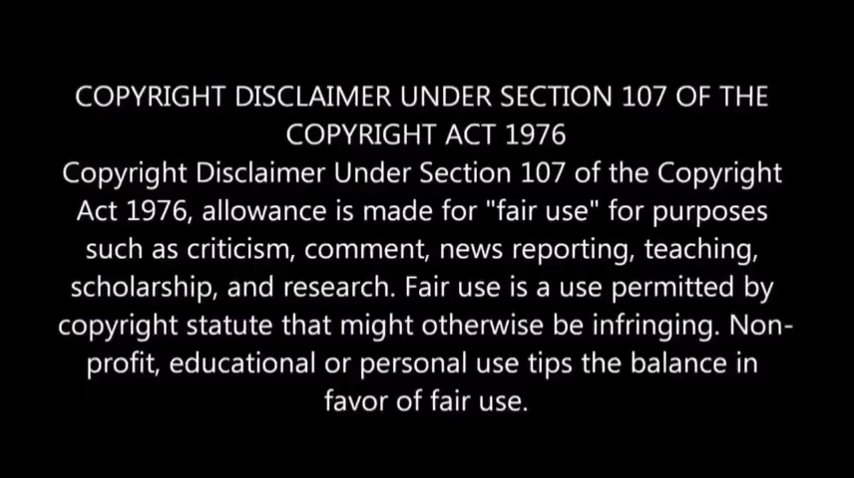 COPYRIGHT DISCLAIMER UNDER SECTION 107 OF THE
COPYRIGHT ACT 1976
Copyright Disclaimer Under Section 107 of the Copyright
Act 1976, allowance is made for "fair use" for purposes
such as criticism, comment, news reporting, teaching,
scholarship, and research. Fair use is a use permitted by
copyright statute that might otherwise be infringing. Non-
profit, educational or personal use tips the balance in
favor of fair use.